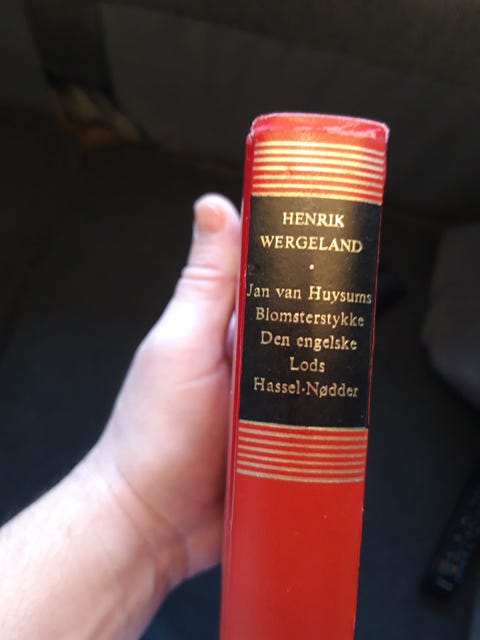 HENRIK
WERGELAND
•
Jan van Huysums
Blomsterstykke
Den engelske
Lods
Hassel-Nødder